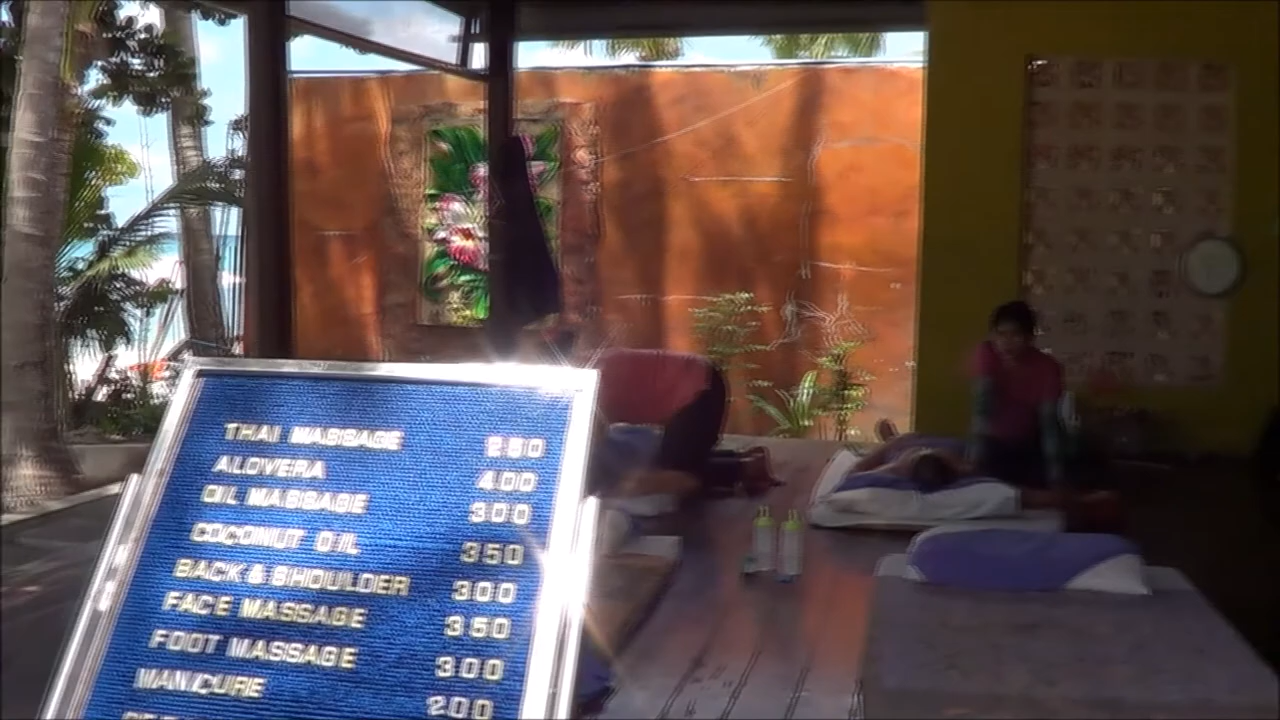 THAI MASSAGE 250
ALOVERA 400
OIL MASSAGE 300
COCONUT OIL 350
BACK & SHOULDER 300
FACE MASSAGE 350
FOOT MASSAGE 300
MANICURE 200